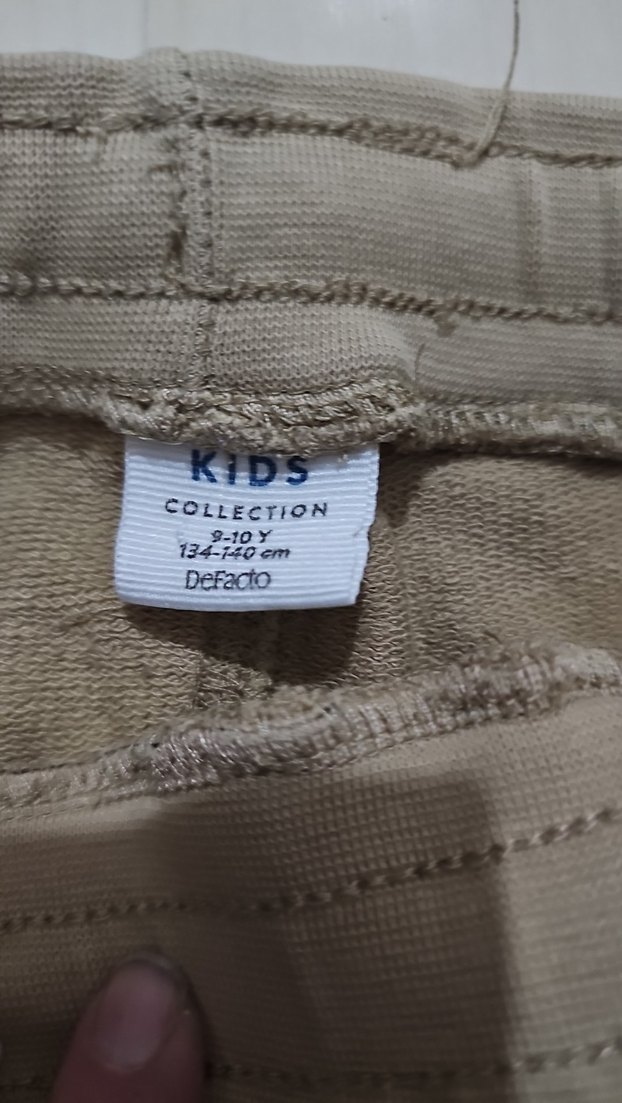 KIDS
COLLECTION
9-10 Y
134-140 cm
DeFacto